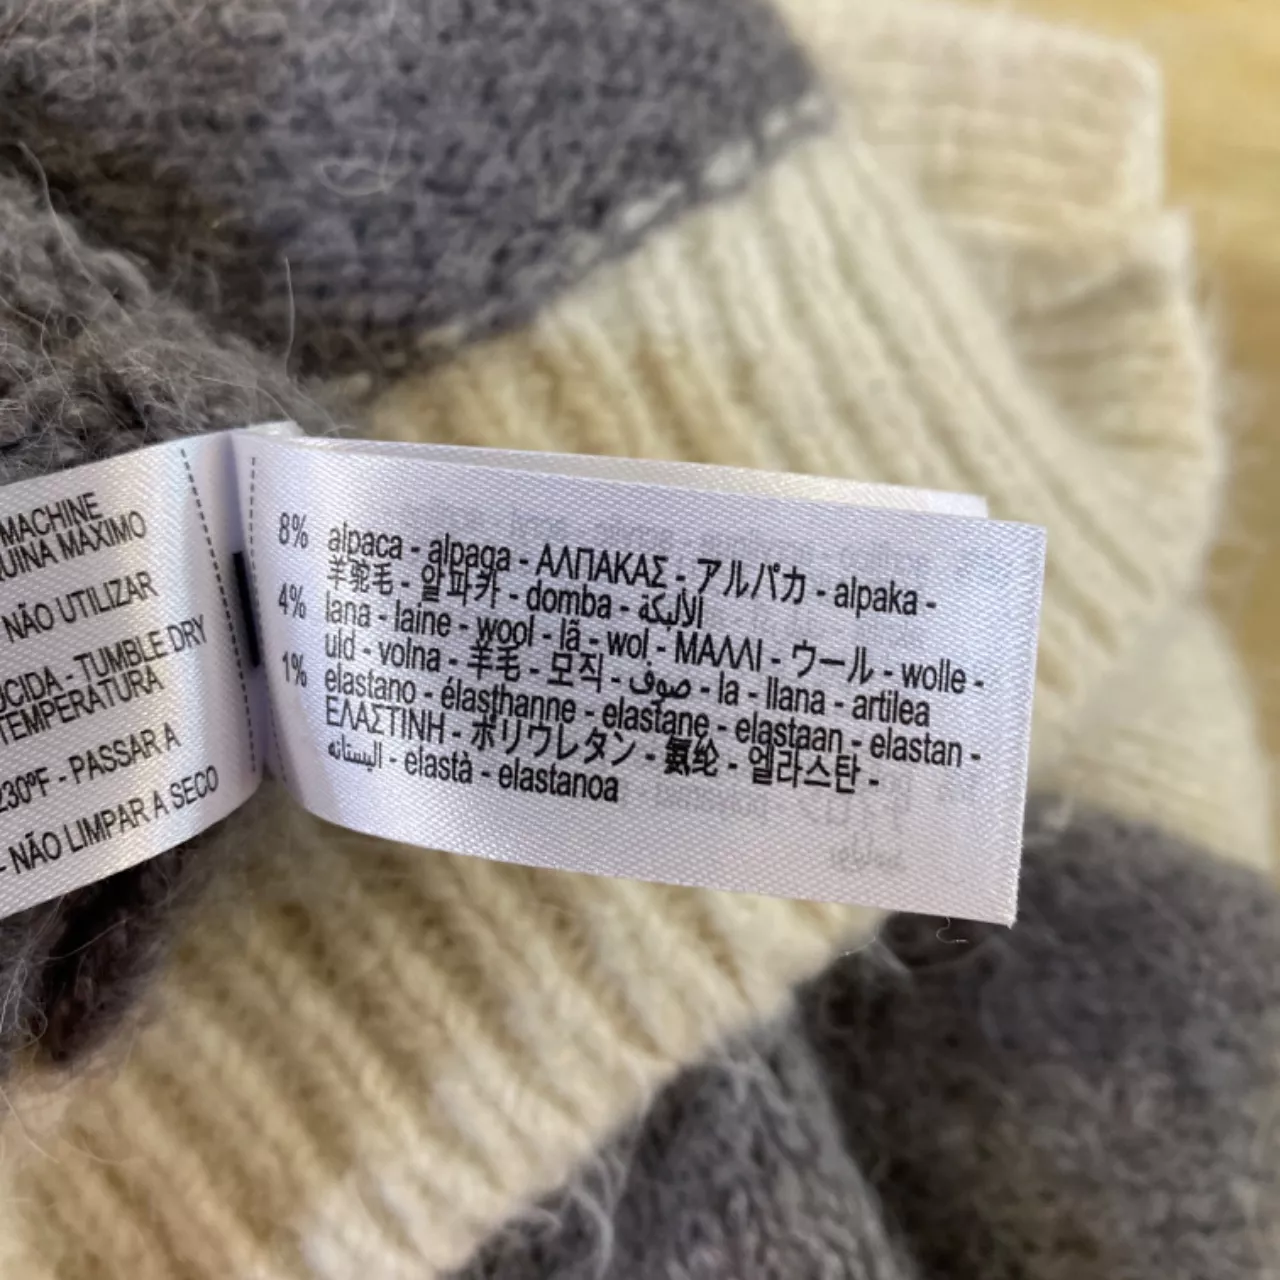 MACHINE
UINA MÁXIMO
NÃO UTILIZAR
UCIDA - TUMBLE DRY
TEMPERATURA
230ºF - PASSAR A
- NÃO LIMPAR A SECO
8% alpaca - alpaga - ΑΛΠΑΚΑΣ - アルパカ - alpaka -
羊驼毛 - 알파카 - domba - الألبكة
4% lana - laine - wool - lã - wol - ΜΑΛΛΙ - ウール - wolle -
uld - volna - 羊毛 - 모직 - صوف - la - llana - artilea
1% elastano - élasthanne - elastane - elastaan - elastan -
ΕΛΑΣΤΙΝΗ - ポリウレタン - 氨纶 - 엘라스탄 -
اليستانه - elastà - elastanoa